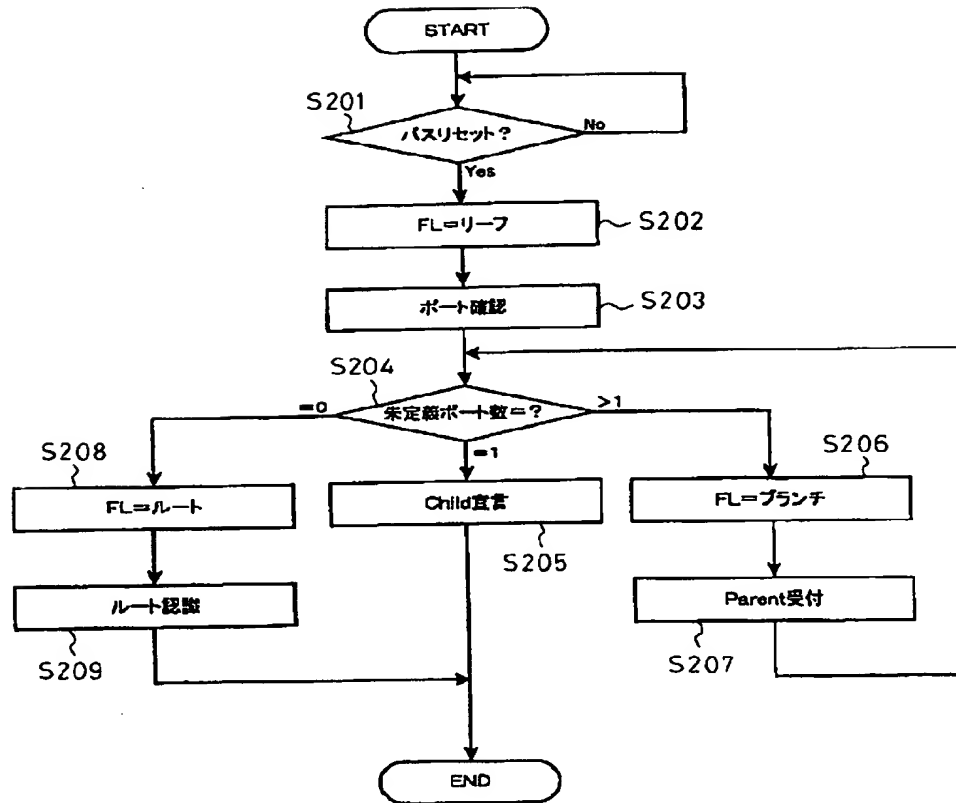 START
S201
バスリセット?
No
Yes
FL=リーフ
S202
ポート確認
S203
S204
=0
未定義ポート数=?
>1
=1
S208
S206
FL=ルート
Child宣言
FL=ブランチ
S205
ルート認識
Parent受付
S209
S207
END